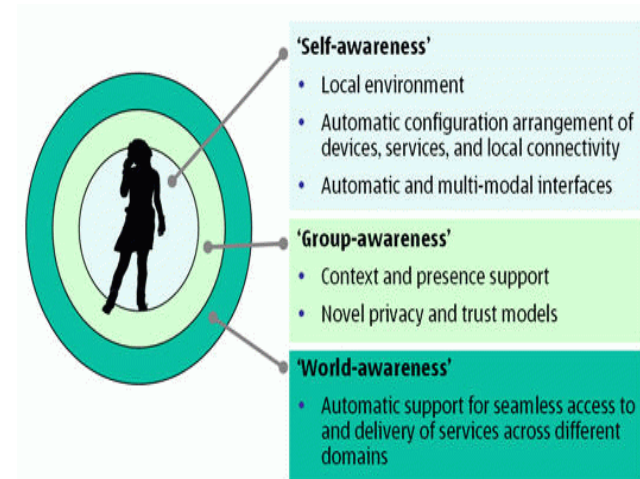 ‘Self-awareness’
• Local environment
• Automatic configuration arrangement of
devices, services, and local connectivity
• Automatic and multi-modal interfaces
‘Group-awareness’
• Context and presence support
• Novel privacy and trust models
‘World-awareness’
• Automatic support for seamless access to
and delivery of services across different
domains